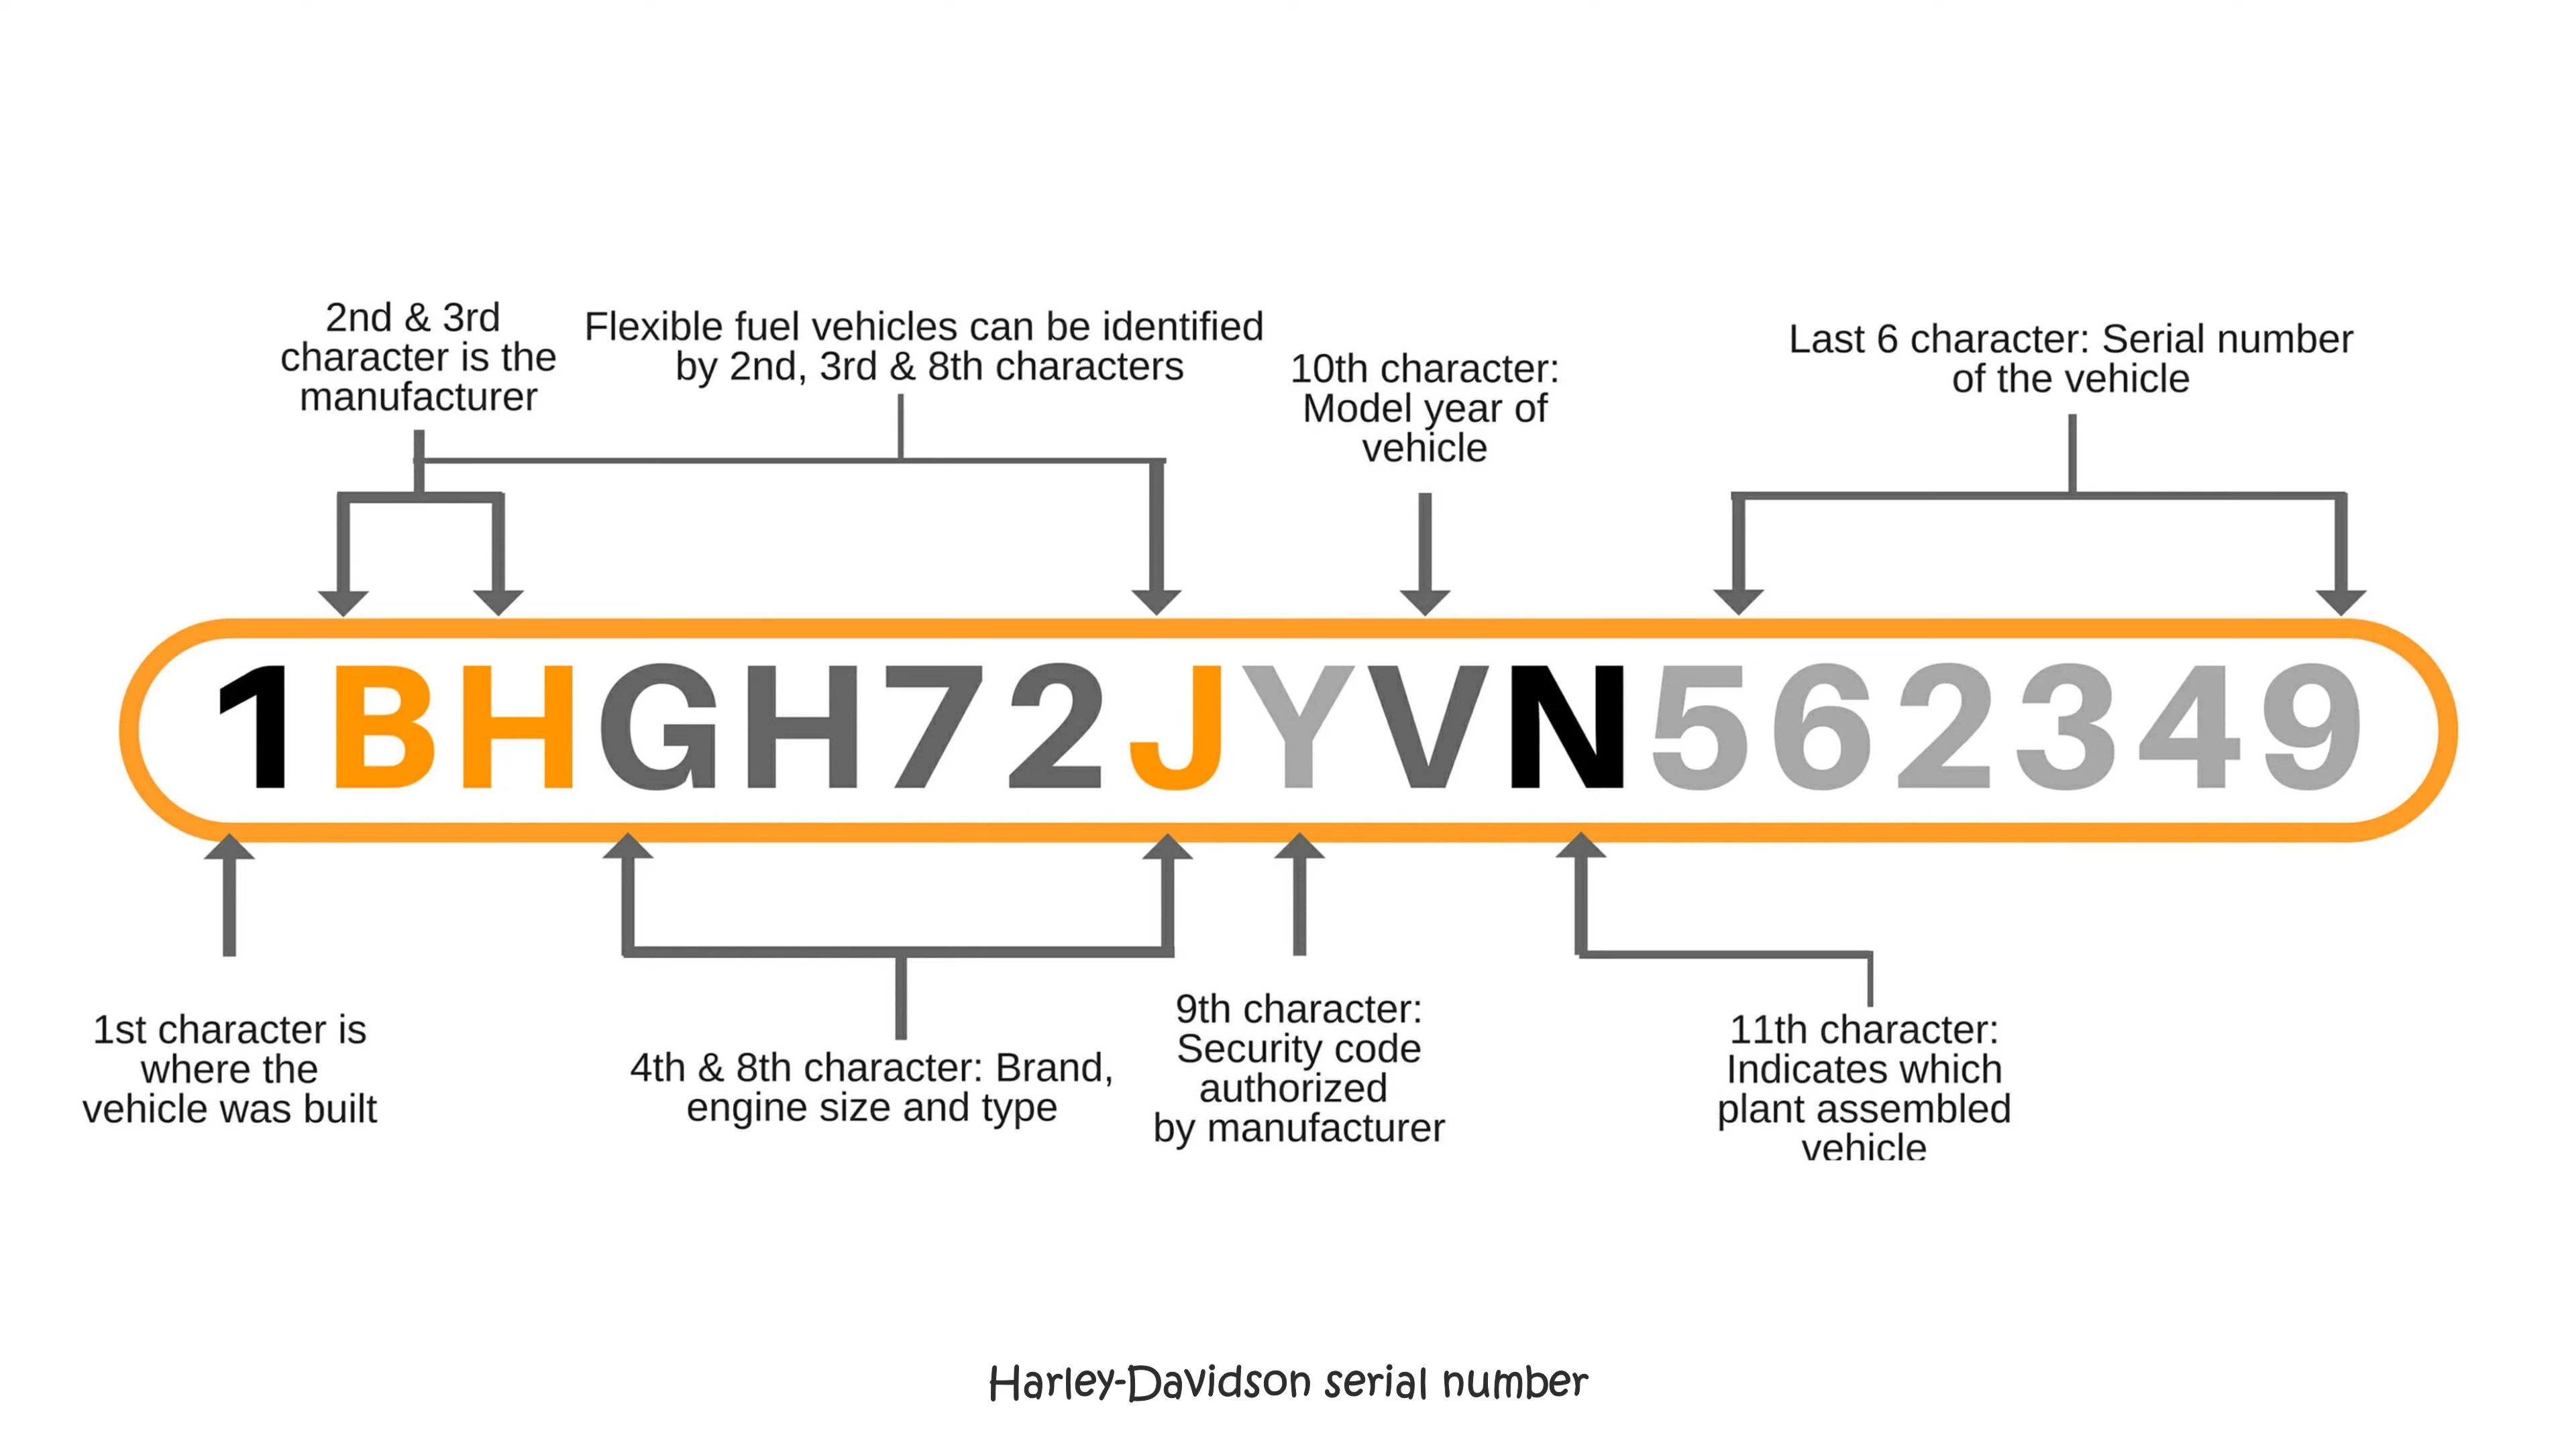 2nd & 3rd
character is the
manufacturer
Flexible fuel vehicles can be identified
by 2nd, 3rd & 8th characters
10th character:
Model year of
vehicle
Last 6 character: Serial number
of the vehicle
1BHGH72JYVN562349
1st character is
where the
vehicle was built
4th & 8th character: Brand,
engine size and type
9th character:
Security code
authorized
by manufacturer
11th character:
Indicates which
plant assembled
vehicle
Harley-Davidson serial number